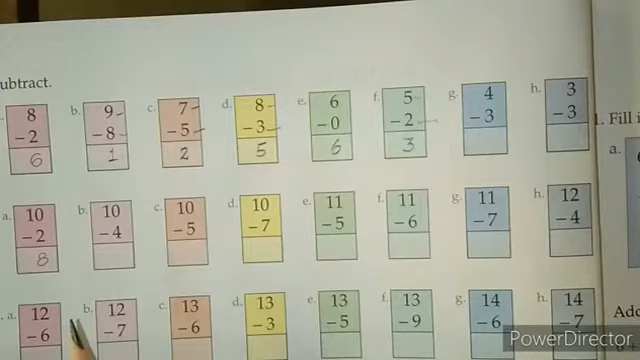 ubtract.
8 b. 9 c. 7 d. 8 e. 6 f. 5 g. 4 h. 3
- 2 - 8 - 5 - 3 - 0 - 2 - 3 - 3
6 1 2 5 6 3
1. Fill i
a.
a. 10 b. 10 c. 10 d. 10 e. 11 f. 11 g. 11 h. 12
- 2 - 4 - 5 - 7 - 5 - 6 - 7 - 4
8
. a. 12 b. 12 c. 13 d. 13 e. 13 f. 13 g. 14 h. 14
- 6 - 7 - 6 - 3 - 5 - 9 - 6 - 7
Add
PowerDirector